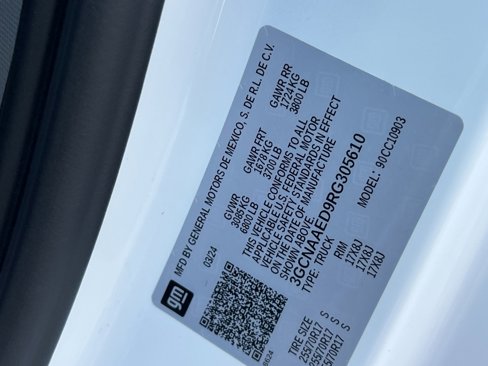 gm
MFD BY GENERAL MOTORS DE MEXICO, S. DE R.L. DE C.V.
03/24 GVWR GAWR FRT GAWR RR
3085 KG 1678 KG 1724 KG
6800 LB 3700 LB 3800 LB
THIS VEHICLE CONFORMS TO ALL
APPLICABLE U.S. FEDERAL MOTOR
VEHICLE SAFETY STANDARDS IN EFFECT
ON THE DATE OF MANUFACTURE
SHOWN ABOVE.
3GCNAAED9RG305610
TYPE: TRUCK MODEL: 90CC10903
TIRE SIZE RIM
255/70R17 S 17X8J
255/70R17 S 17X8J
255/70R17 S 17X8J